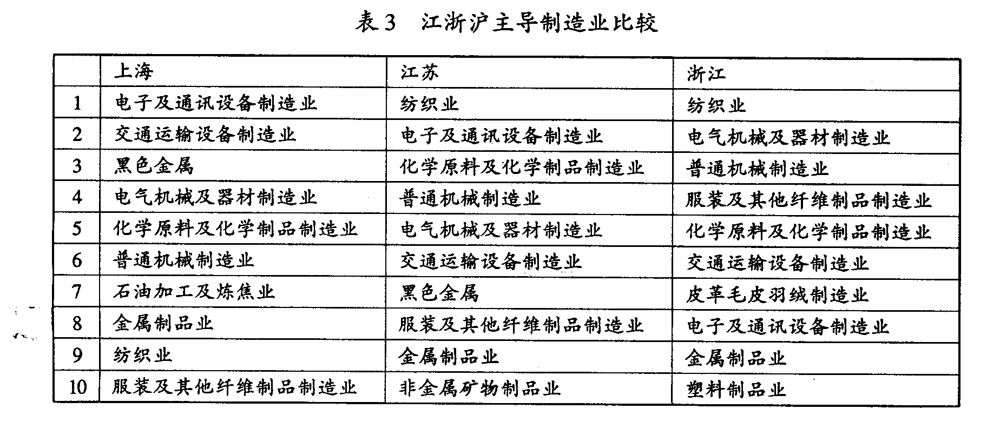 表3 江浙沪主导制造业比较
上海 江苏 浙江
1 电子及通讯设备制造业 纺织业 纺织业
2 交通运输设备制造业 电子及通讯设备制造业 电气机械及器材制造业
3 黑色金属 化学原料及化学制品制造业 普通机械制造业
4 电气机械及器材制造业 普通机械制造业 服装及其他纤维制品制造业
5 化学原料及化学制品制造业 电气机械及器材制造业 化学原料及化学制品制造业
6 普通机械制造业 交通运输设备制造业 交通运输设备制造业
7 石油加工及炼焦业 黑色金属 皮革毛皮羽绒制造业
8 金属制品业 服装及其他纤维制品制造业 电子及通讯设备制造业
9 纺织业 金属制品业 金属制品业
10 服装及其他纤维制品制造业 非金属矿物制品业 塑料制品业